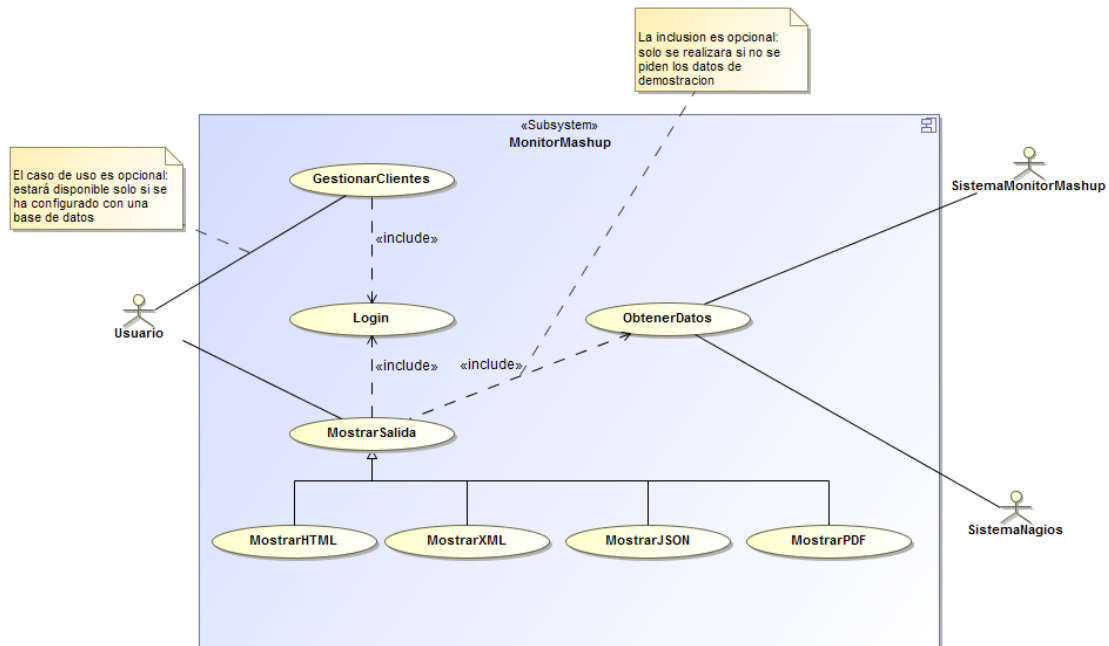 La inclusion es opcional:
solo se realizara si no se
piden los datos de
demostracion
«Subsystem»
MonitorMashup
El caso de uso es opcional:
estará disponible solo si se
ha configurado con una
base de datos
GestionarClientes
SistemaMonitorMashup
«include»
Login
ObtenerDatos
Usuario
«include»
«include»
MostrarSalida
MostrarHTML
MostrarXML
MostrarJSON
MostrarPDF
SistemaNagios